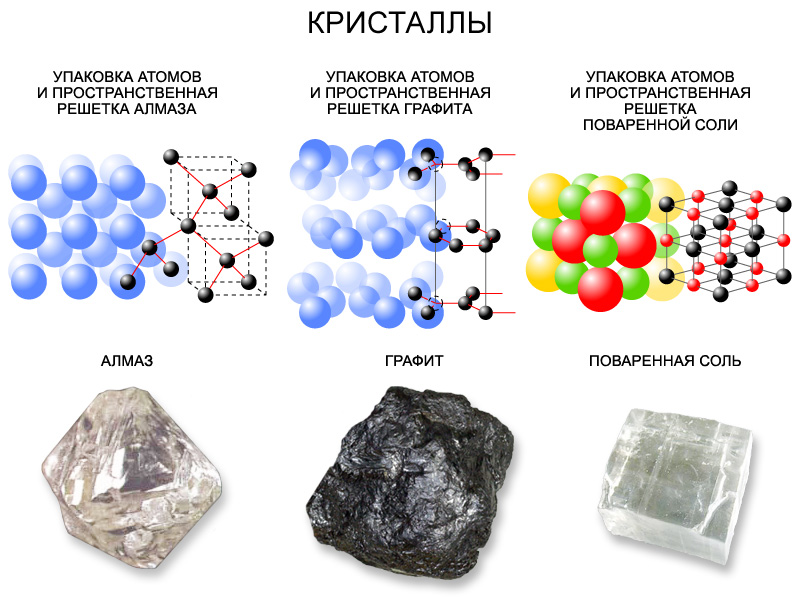 КРИСТАЛЛЫ
УПАКОВКА АТОМОВ
И ПРОСТРАНСТВЕННАЯ
РЕШЕТКА АЛМАЗА
УПАКОВКА АТОМОВ
И ПРОСТРАНСТВЕННАЯ
РЕШЕТКА ГРАФИТА
УПАКОВКА АТОМОВ
И ПРОСТРАНСТВЕННАЯ
РЕШЕТКА
ПОВАРЕННОЙ СОЛИ
АЛМАЗ
ГРАФИТ
ПОВАРЕННАЯ СОЛЬ